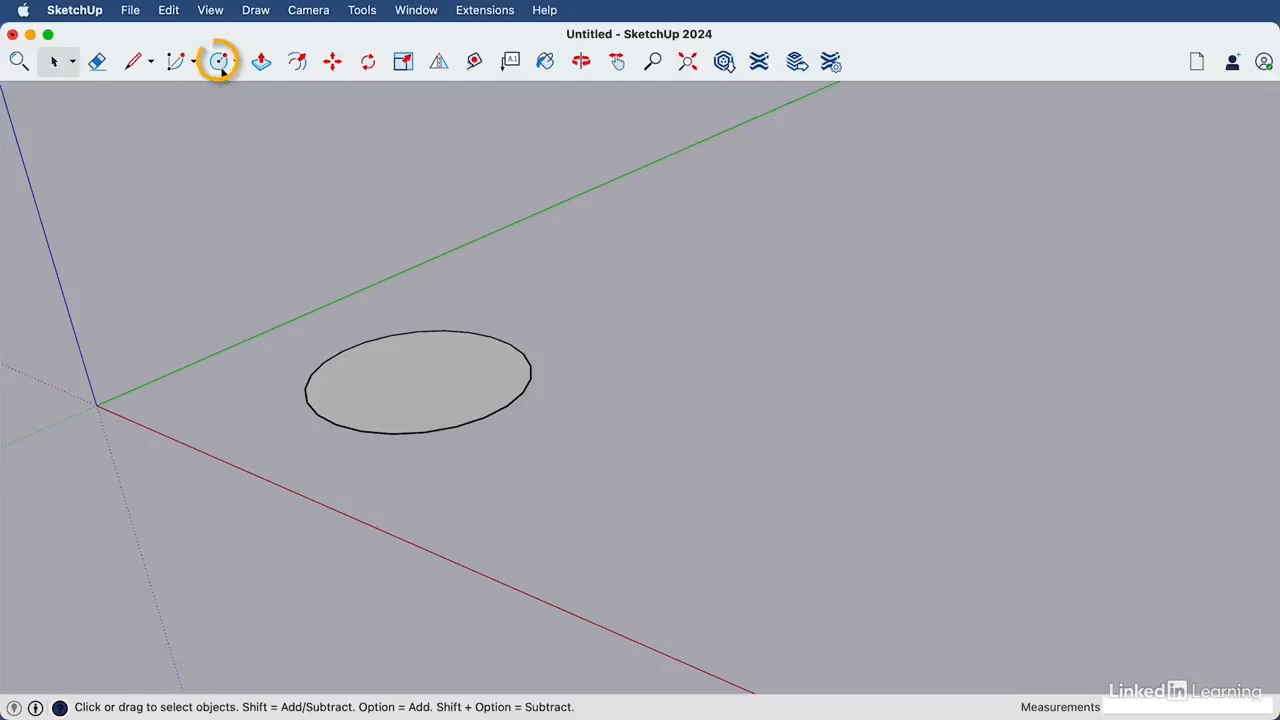 SketchUp File Edit View Draw Camera Tools Window Extensions Help
Untitled - SketchUp 2024
A1
LinkedIn Learning
Click or drag to select objects. Shift = Add/Subtract. Option = Add. Shift + Option = Subtract.
Measurements